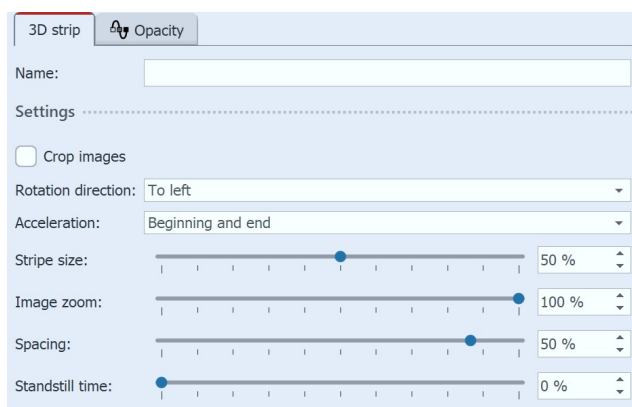 3D strip Opacity
Name:
Settings
Crop images
Rotation direction: To left
Acceleration: Beginning and end
Stripe size: 50 %
Image zoom: 100 %
Spacing: 50 %
Standstill time: 0 %